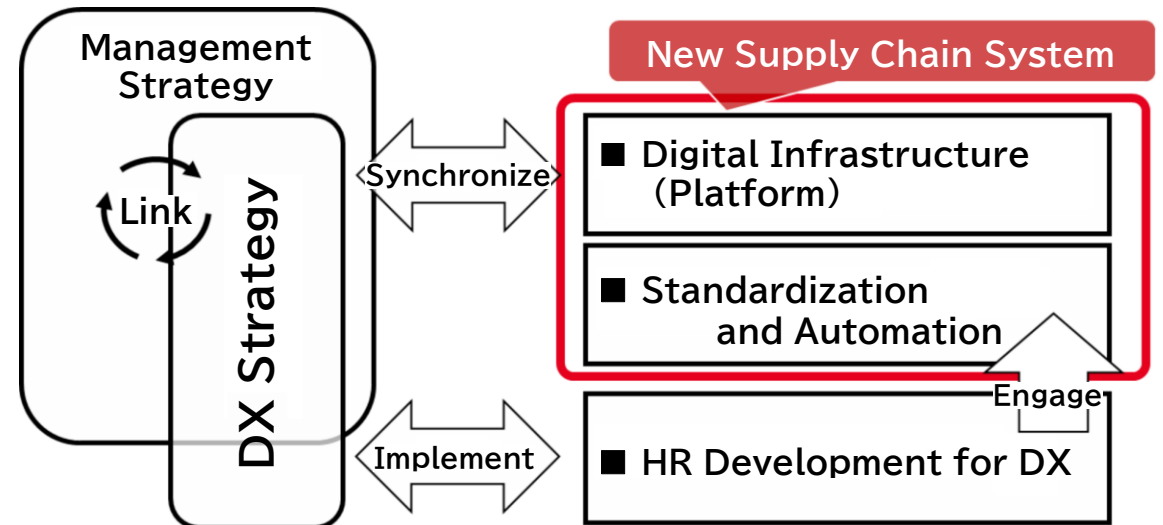 Management
Strategy
Link
DX Strategy
Synchronize
Implement
New Supply Chain System
■ Digital Infrastructure
（Platform）
■ Standardization
and Automation
Engage
■ HR Development for DX